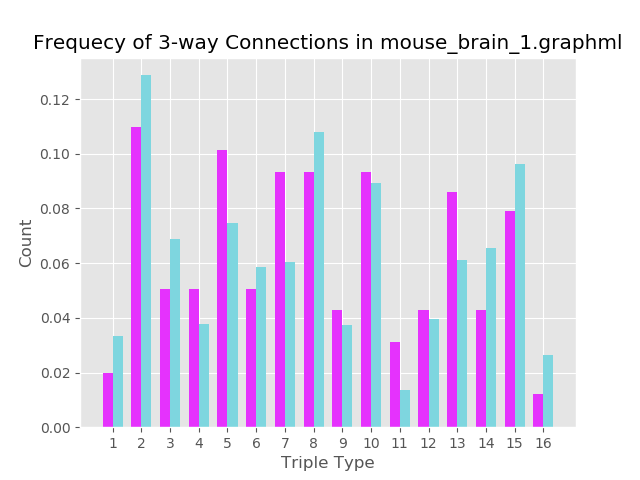 Frequecy of 3-way Connections in mouse_brain_1.graphml
0.12
0.10
0.08
0.06
0.04
0.02
0.00
Count
1 2 3 4 5 6 7 8 9 10 11 12 13 14 15 16
Triple Type